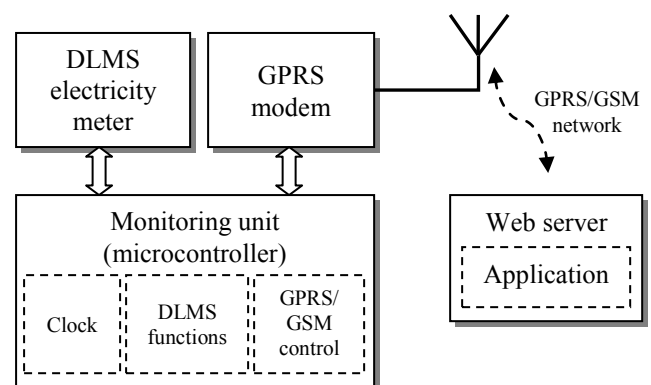 DLMS
electricity
meter
GPRS
modem
GPRS/GSM
network
Monitoring unit
(microcontroller)
Clock
DLMS
functions
GPRS/
GSM
control
Web server
Application